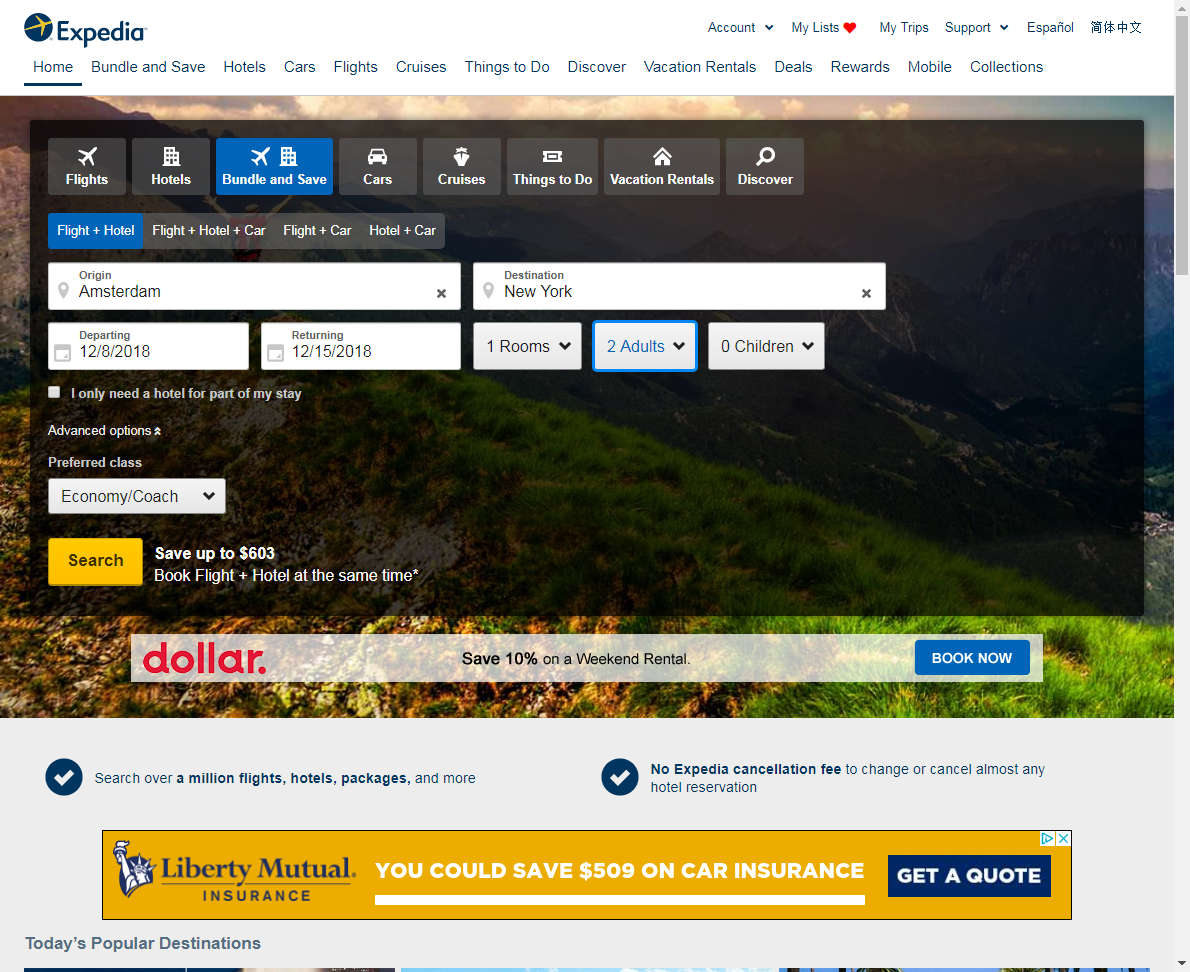 Expedia
Account
My Lists
My Trips
Support
Español
简体中文
Home
Bundle and Save
Hotels
Cars
Flights
Cruises
Things to Do
Discover
Vacation Rentals
Deals
Rewards
Mobile
Collections
Flights
Hotels
Bundle and Save
Cars
Cruises
Things to Do
Vacation Rentals
Discover
Flight + Hotel
Flight + Hotel + Car
Flight + Car
Hotel + Car
Origin
Amsterdam
Destination
New York
Departing
12/8/2018
Returning
12/15/2018
1 Rooms
2 Adults
0 Children
I only need a hotel for part of my stay
Advanced options
Preferred class
Economy/Coach
Search
Save up to $603
Book Flight + Hotel at the same time*
dollar.
Save 10% on a Weekend Rental.
BOOK NOW
Search over a million flights, hotels, packages, and more
No Expedia cancellation fee to change or cancel almost any
hotel reservation
Liberty Mutual.
INSURANCE
YOU COULD SAVE $509 ON CAR INSURANCE
GET A QUOTE
Today's Popular Destinations